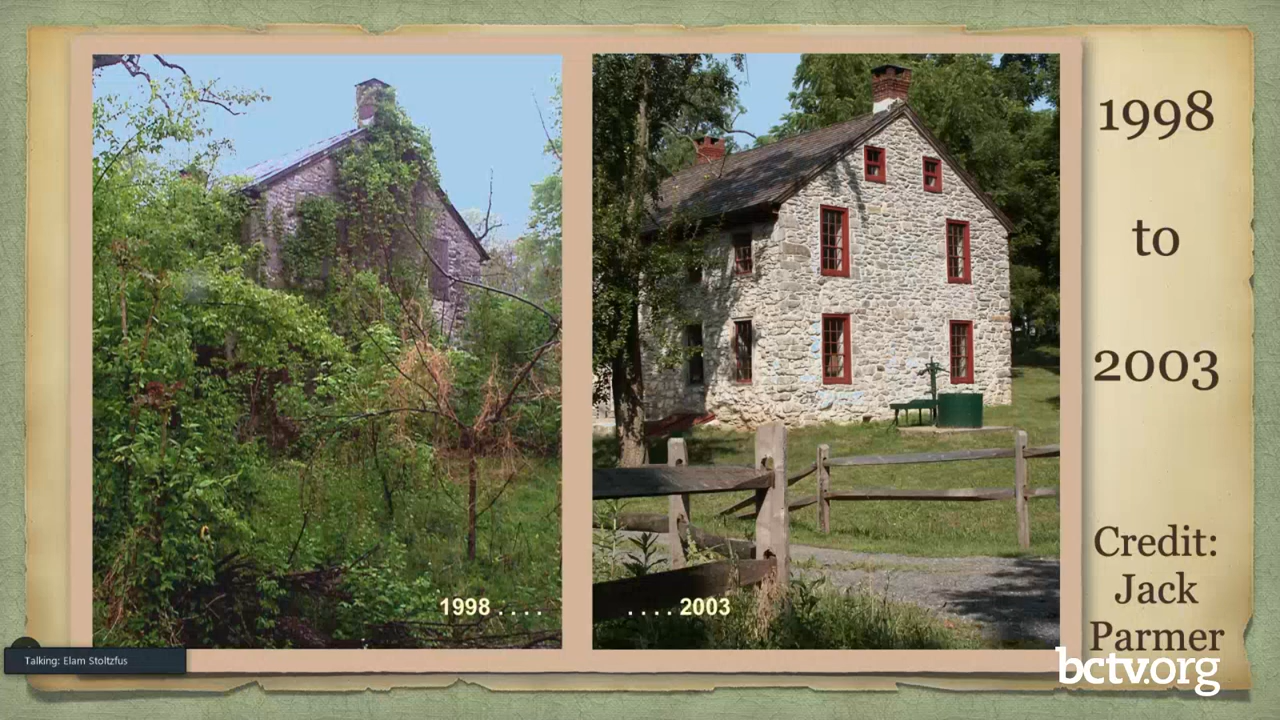 1998
to
2003
Credit:
Jack
Parmer
1998 . . . .
. . . . 2003
Talking: Elam Stoltzfus
bctv.org